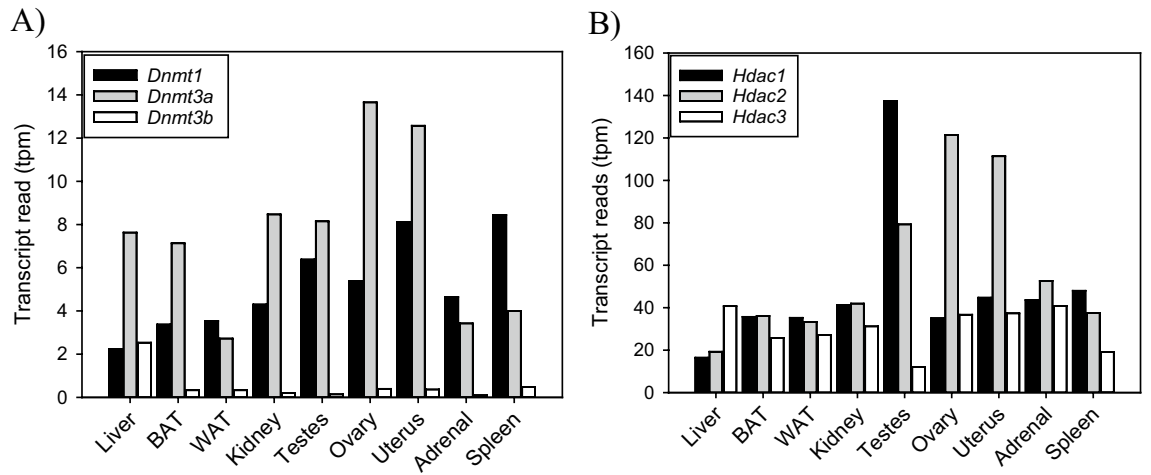 A)
Transcript read (tpm)
16
14
12
10
8
6
4
2
0
Dnmt1
Dnmt3a
Dnmt3b
Liver
BAT
WAT
Kidney
Testes
Ovary
Uterus
Adrenal
Spleen
B)
Transcript reads (tpm)
160
140
120
100
80
60
40
20
0
Hdac1
Hdac2
Hdac3
Liver
BAT
WAT
Kidney
Testes
Ovary
Uterus
Adrenal
Spleen